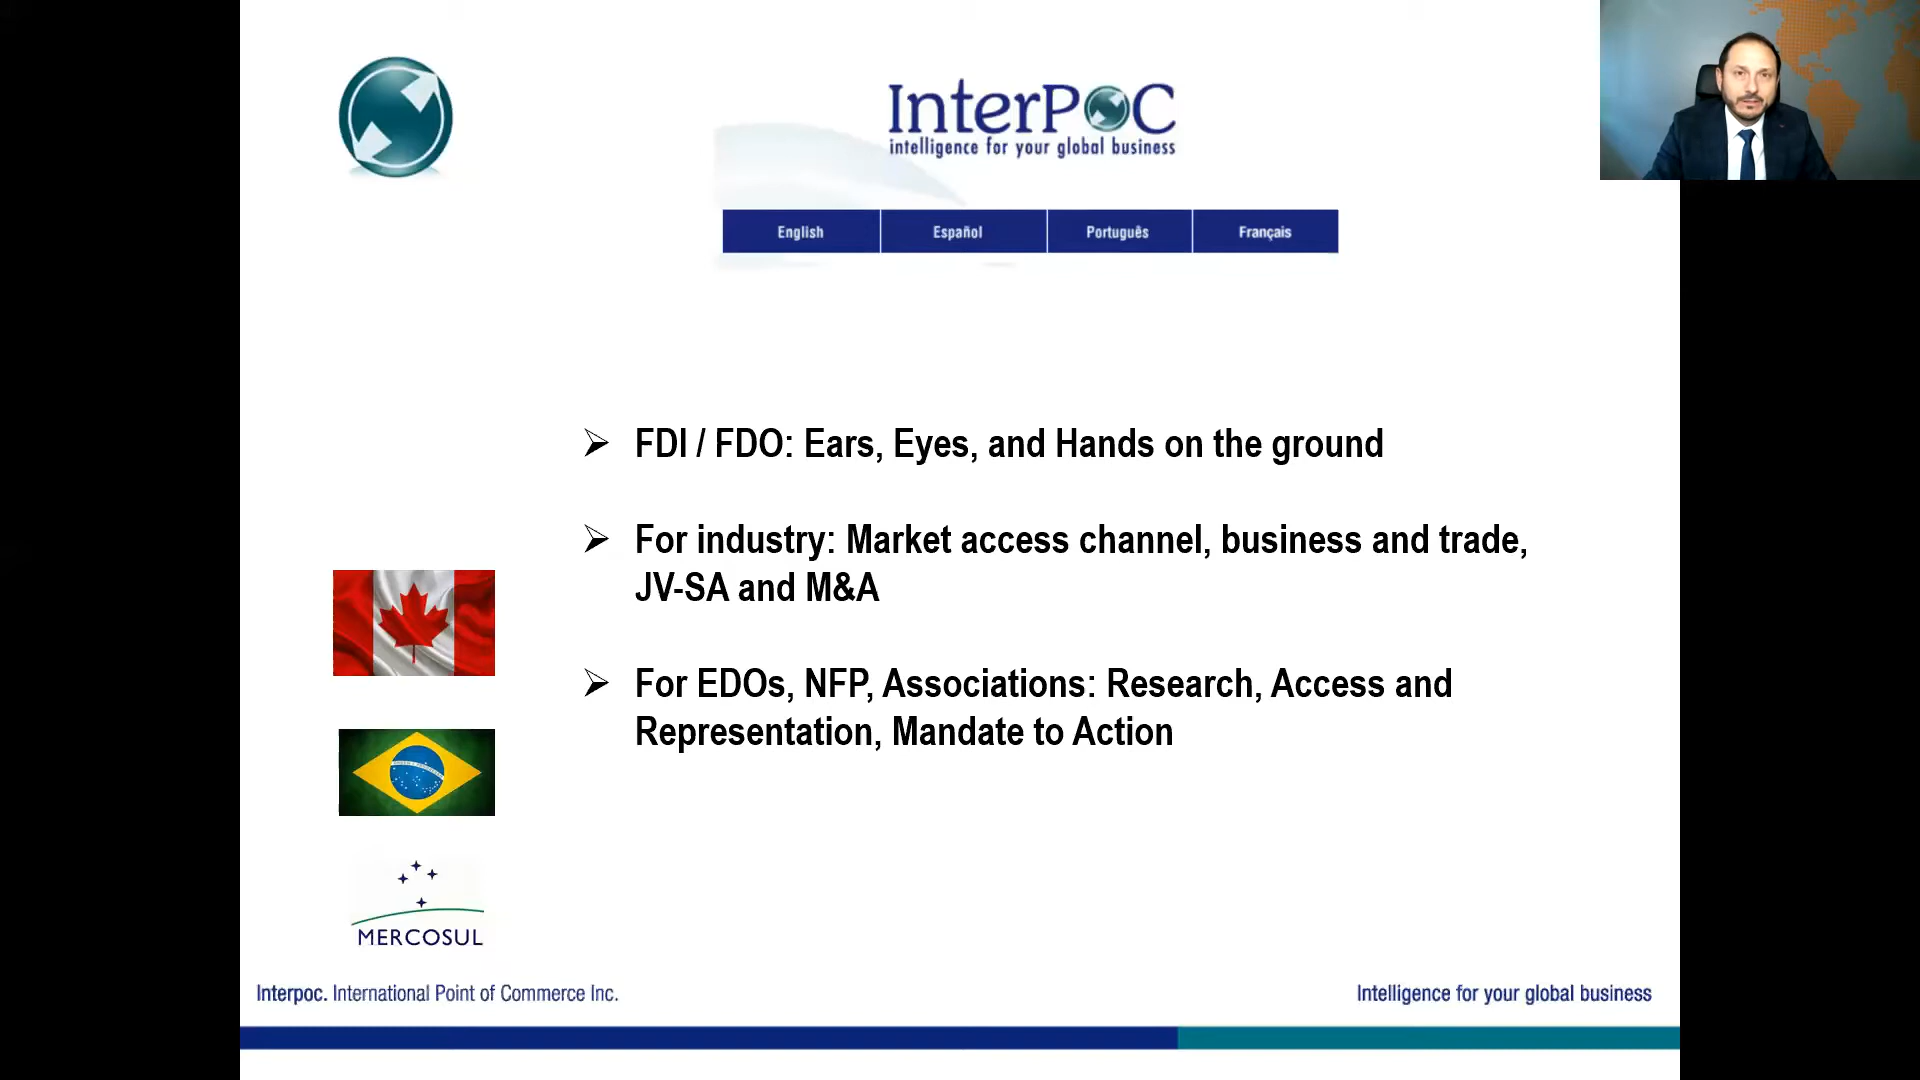 InterPOC
intelligence for your global business
English Español Português Français
FDI / FDO: Ears, Eyes, and Hands on the ground
For industry: Market access channel, business and trade,
JV-SA and M&A
For EDOs, NFP, Associations: Research, Access and
Representation, Mandate to Action
MERCOSUL
Interpoc. International Point of Commerce Inc.
Intelligence for your global business